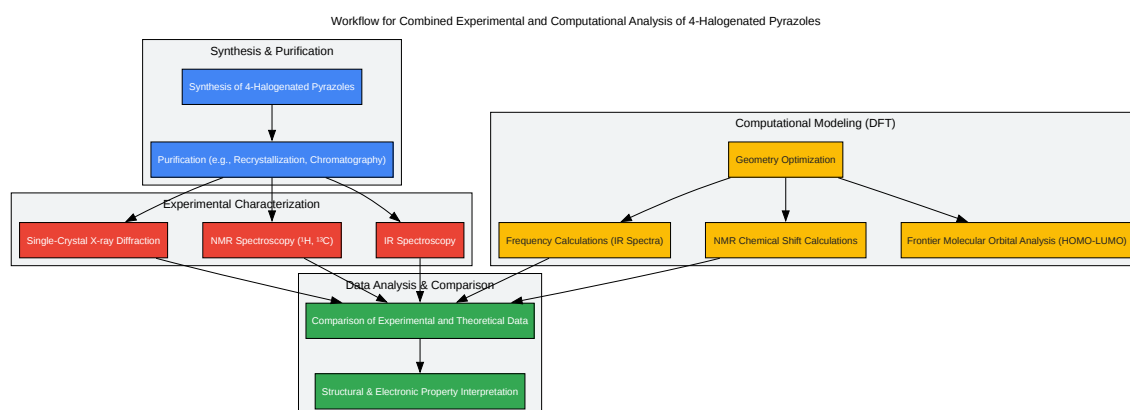 Workflow for Combined Experimental and Computational Analysis of 4-Halogenated Pyrazoles
Synthesis & Purification
Synthesis of 4-Halogenated Pyrazoles
Purification (e.g., Recrystallization, Chromatography)
Experimental Characterization
Single-Crystal X-ray Diffraction
NMR Spectroscopy (¹H, ¹³C)
IR Spectroscopy
Computational Modeling (DFT)
Geometry Optimization
Frequency Calculations (IR Spectra)
NMR Chemical Shift Calculations
Frontier Molecular Orbital Analysis (HOMO-LUMO)
Data Analysis & Comparison
Comparison of Experimental and Theoretical Data
Structural & Electronic Property Interpretation